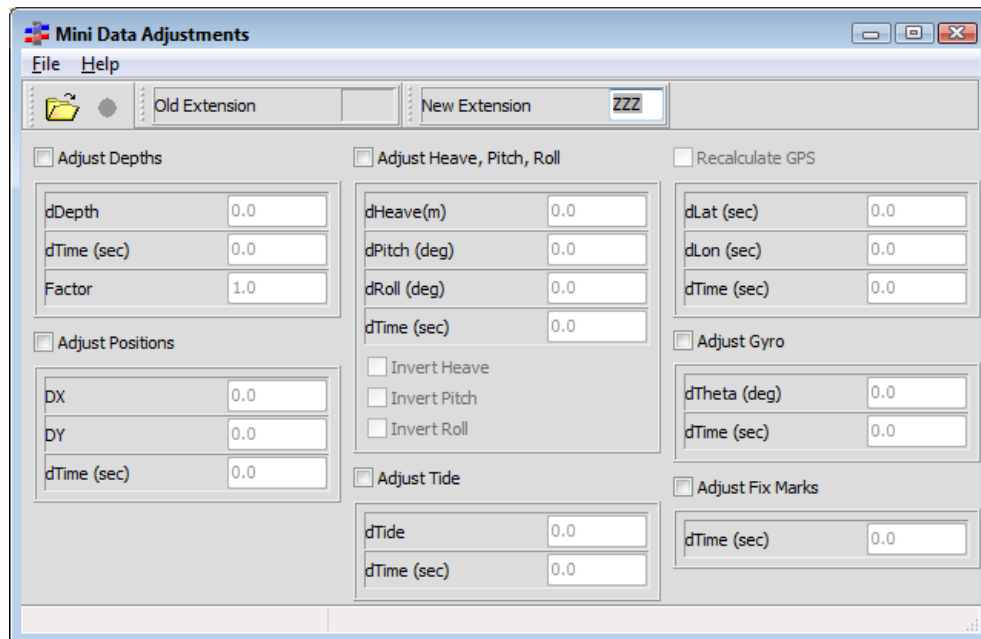 Mini Data Adjustments
File Help
Old Extension New Extension ZZZ
Adjust Depths
dDepth 0.0
dTime (sec) 0.0
Factor 1.0
Adjust Positions
DX 0.0
DY 0.0
dTime (sec) 0.0
Adjust Heave, Pitch, Roll
dHeave(m) 0.0
dPitch (deg) 0.0
dRoll (deg) 0.0
dTime (sec) 0.0
Invert Heave
Invert Pitch
Invert Roll
Adjust Tide
dTide 0.0
dTime (sec) 0.0
Recalculate GPS
dLat (sec) 0.0
dLon (sec) 0.0
dTime (sec) 0.0
Adjust Gyro
dTheta (deg) 0.0
dTime (sec) 0.0
Adjust Fix Marks
dTime (sec) 0.0